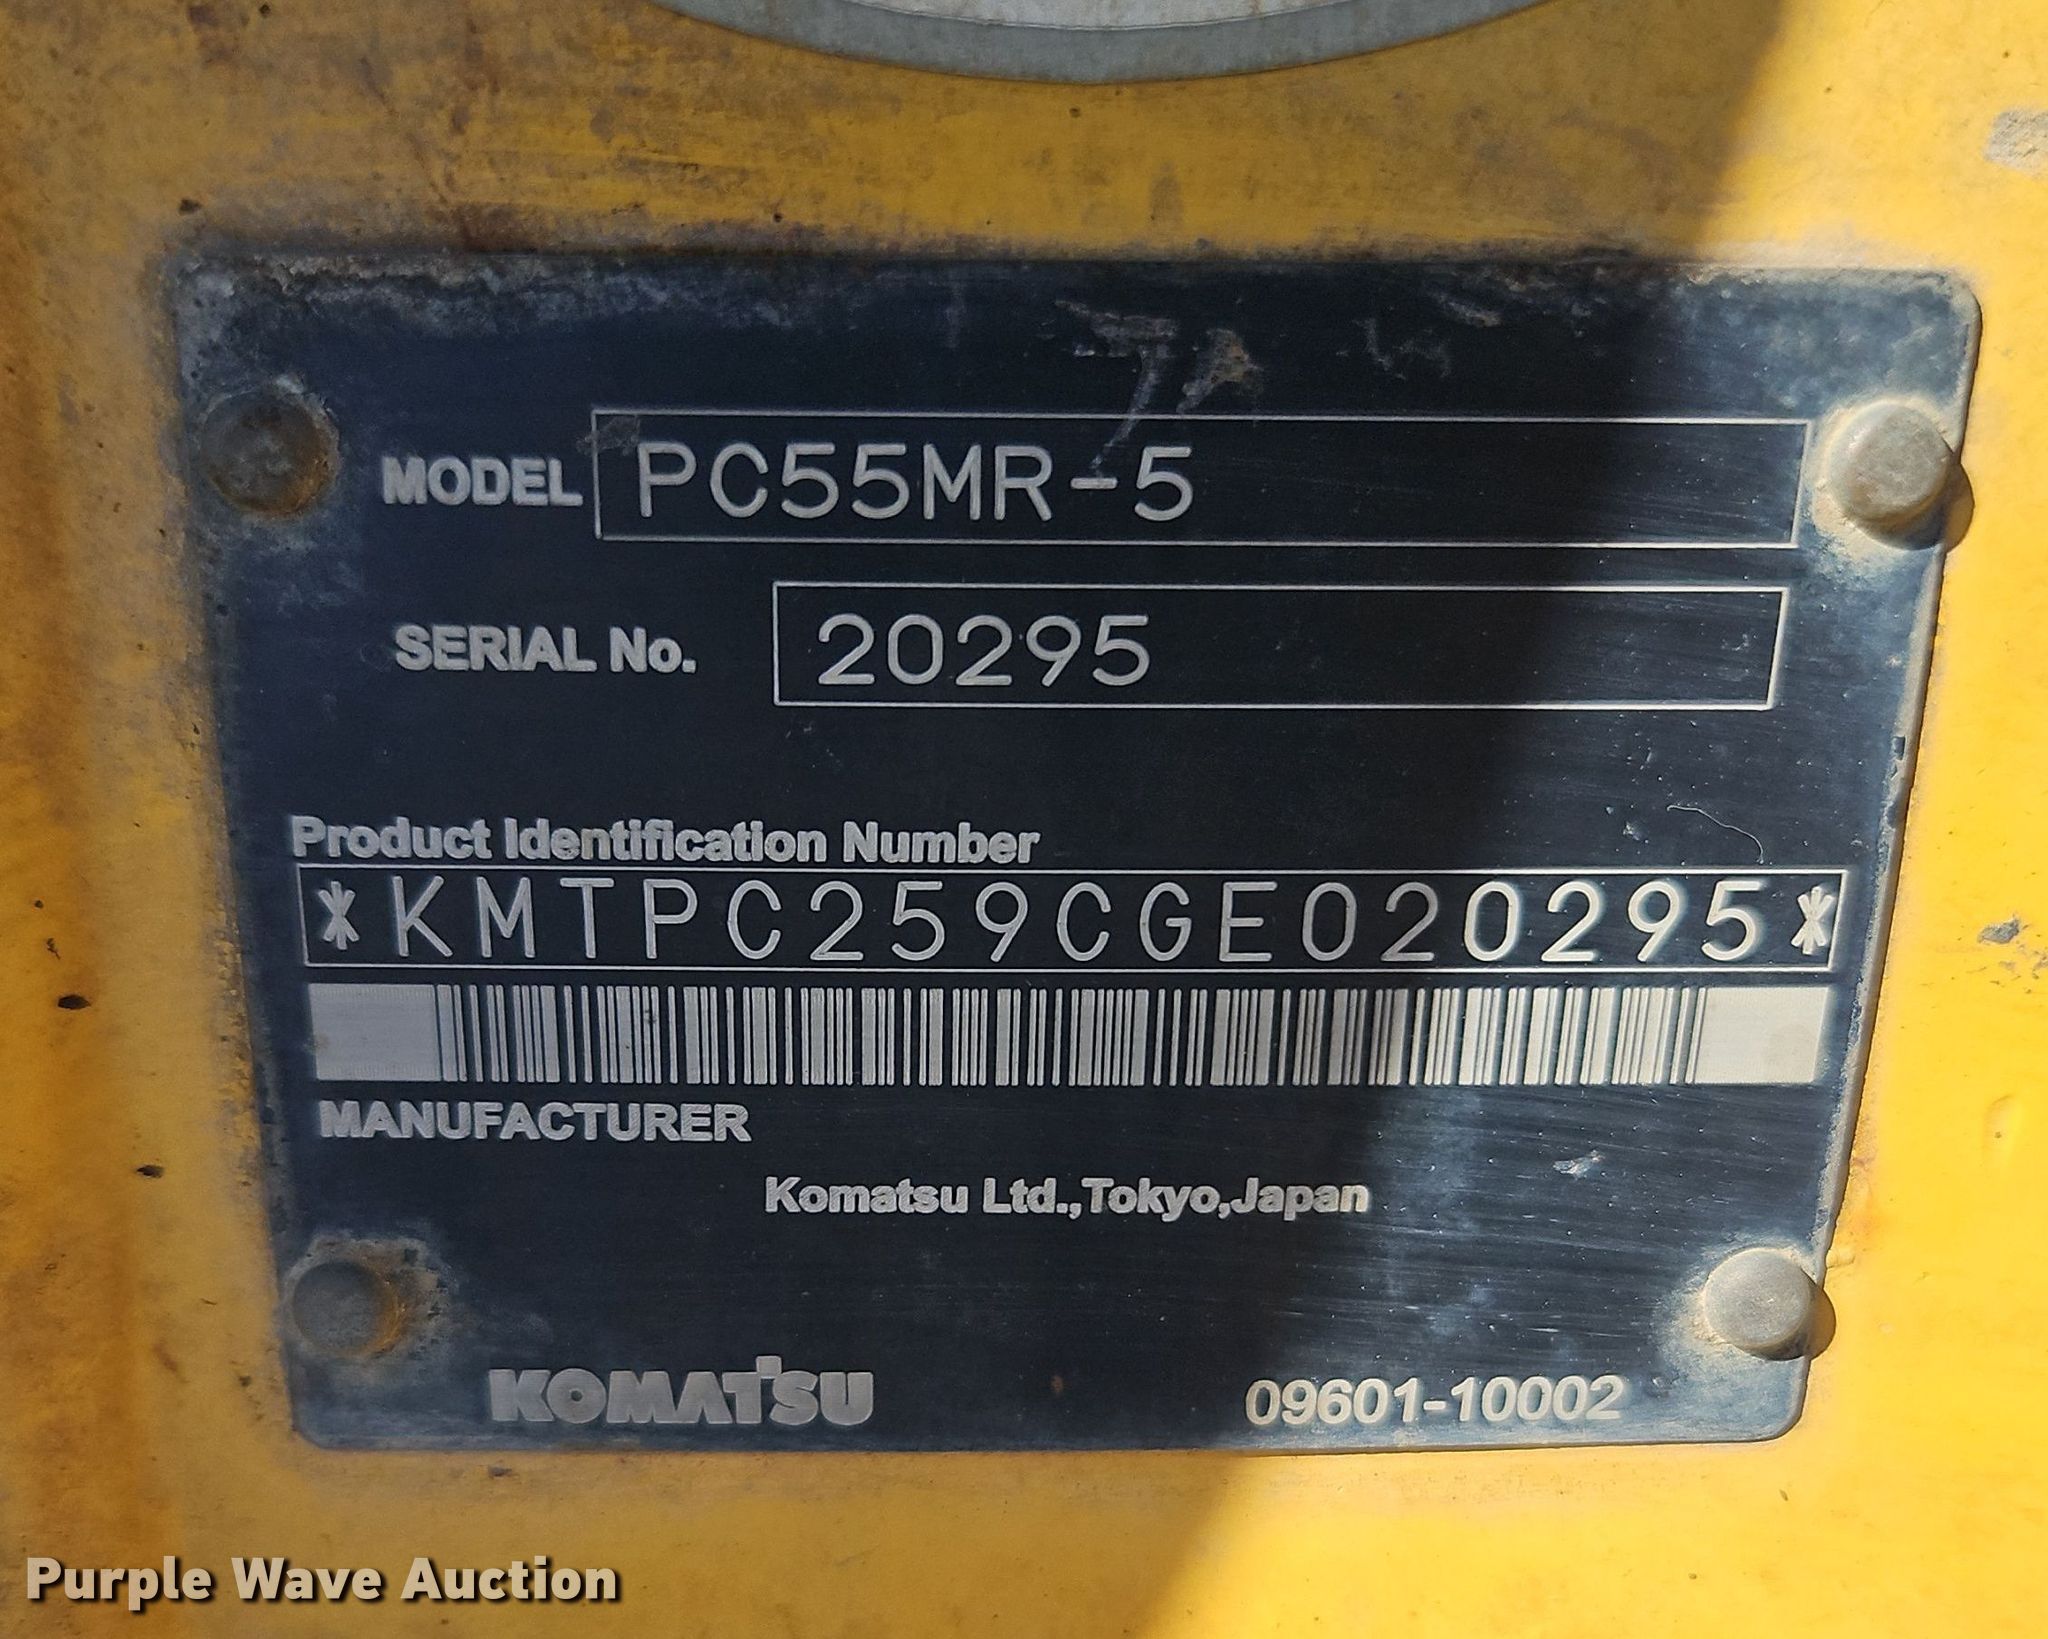 MODEL PC55MR-5
SERIAL No. 20295
Product Identification Number
*KMTPC259CGE020295*
MANUFACTURER
Komatsu Ltd.,Tokyo,Japan
KOMATSU 09601-10002
Purple Wave Auction